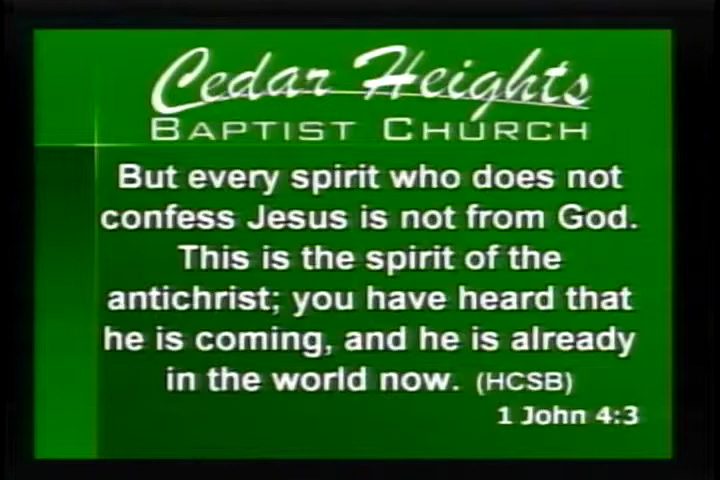 Cedar Heights
BAPTIST CHURCH
But every spirit who does not
confess Jesus is not from God.
This is the spirit of the
antichrist; you have heard that
he is coming, and he is already
in the world now. (HCSB)
1 John 4:3